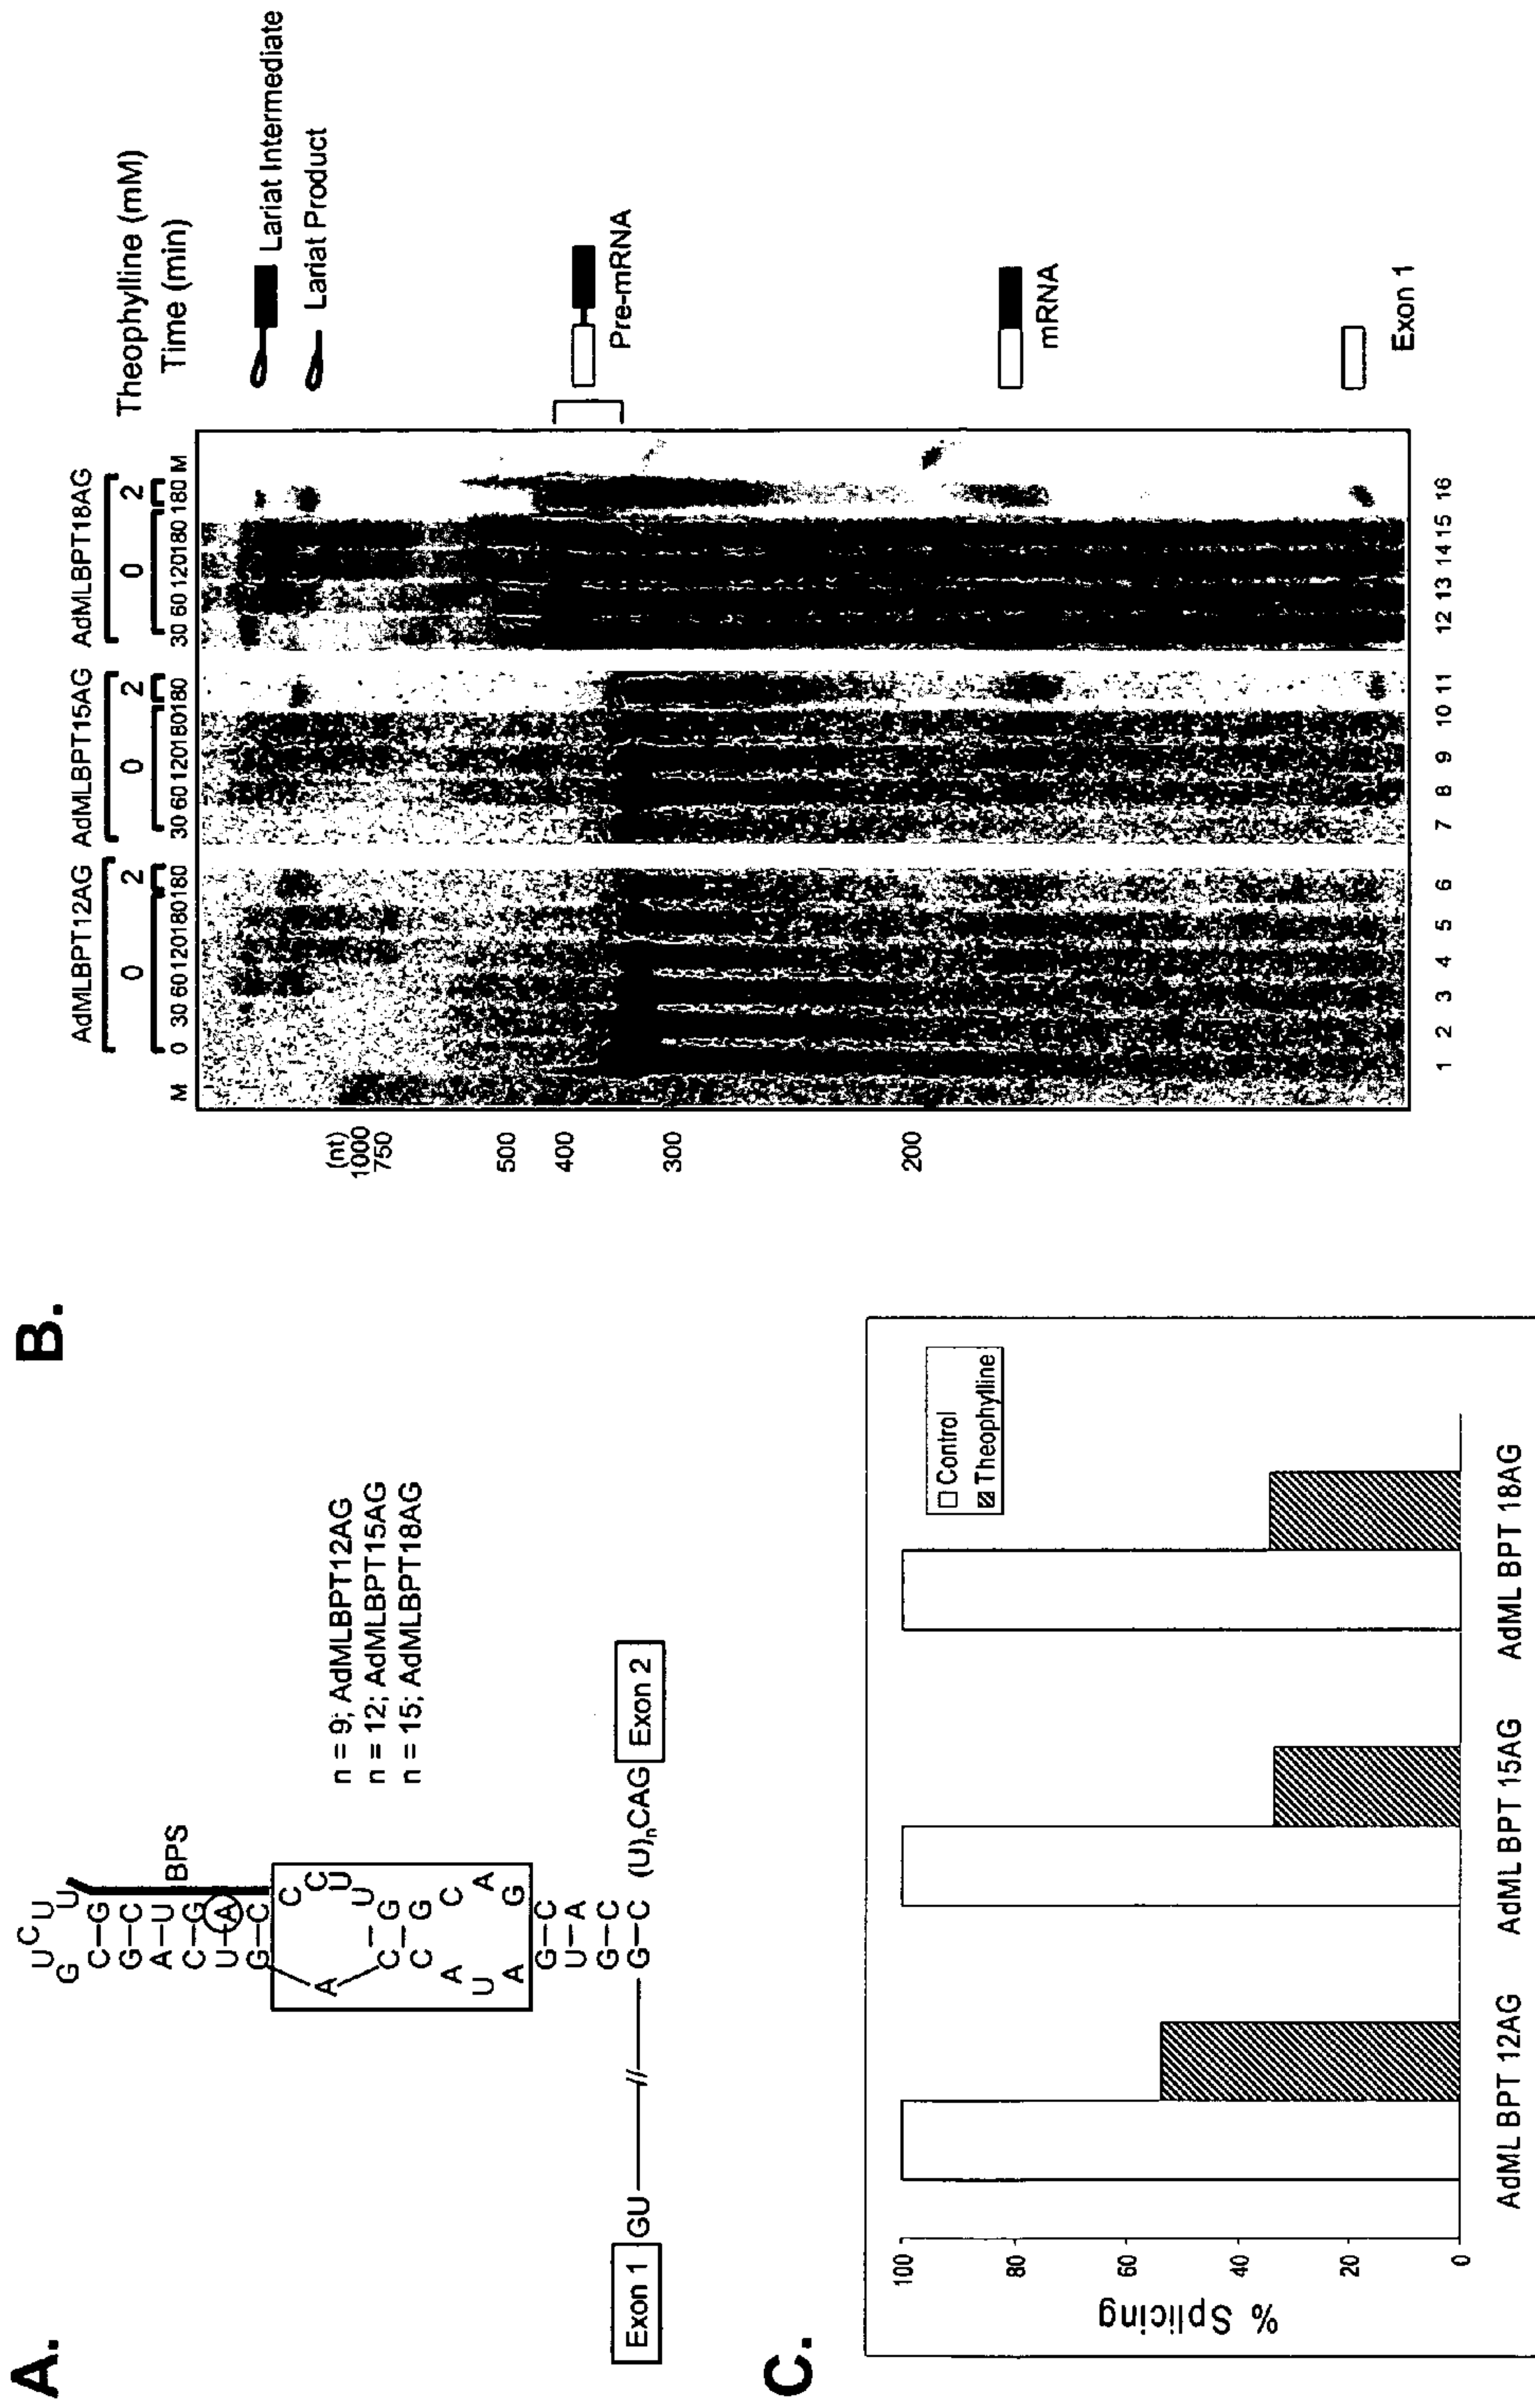 A.
U C U
G U
C–G
G–C
A–U
C–G
U–A
G–C
BPS
A C
C
U
U
C–G
C G
A C
U A
A G
G–C
U–A
G–C
G–C
Exon 1 GU // (U)nCAG Exon 2
n = 9; AdMLBPT12AG
n = 12; AdMLBPT15AG
n = 15; AdMLBPT18AG
B.
AdMLBPT12AG AdMLBPT15AG AdMLBPT18AG
0 2 0 2 0 2 Theophylline (mM)
M 0 30 60 120 180 180 30 60 120 180 180 30 60 120 180 180 M Time (min)
(nt)
1000
750
500
400
300
200
Lariat Intermediate
Lariat Product
Pre-mRNA
mRNA
Exon 1
1 2 3 4 5 6 7 8 9 10 11 12 13 14 15 16
C.
% Splicing
100
80
60
40
20
0
Control
Theophylline
AdML BPT 12AG AdML BPT 15AG AdML BPT 18AG